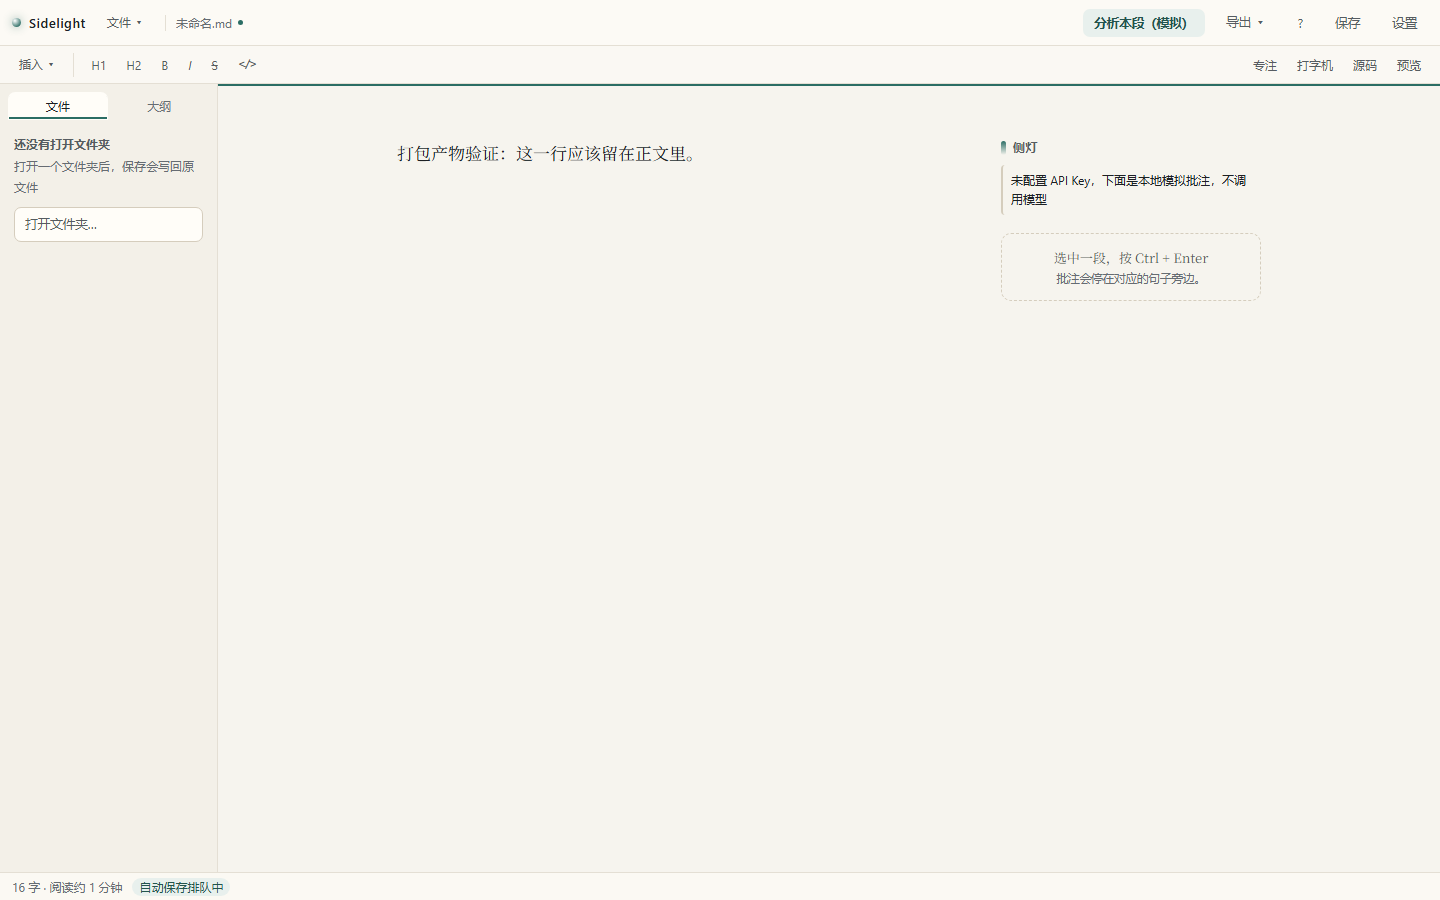 Sidelight 文件 ▾ 未命名.md ● 分析本段（模拟） 导出 ▾ ? 保存 设置
插入 ▾ H1 H2 B I S </> 专注 打字机 源码 预览
文件 大纲
还没有打开文件夹
打开一个文件夹后，保存会写回原
文件
打开文件夹...
打包产物验证：这一行应该留在正文里。
侧灯
未配置 API Key，下面是本地模拟批注，不调
用模型
选中一段，按 Ctrl + Enter
批注会停在对应的句子旁边。
16 字 · 阅读约 1 分钟 自动保存排队中